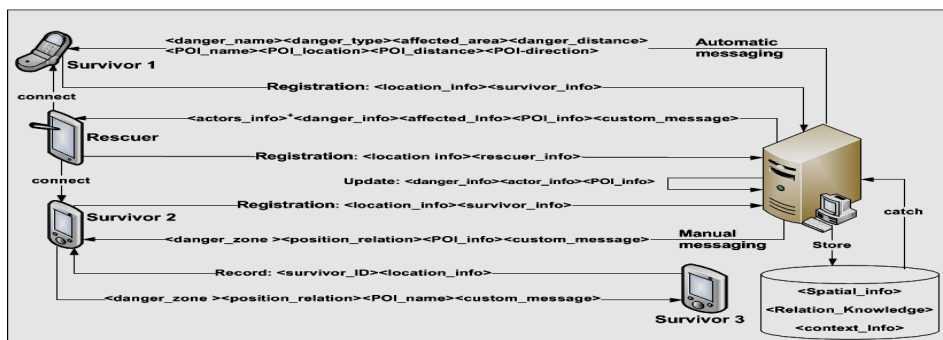 <danger_name><danger_type><affected_area><danger_distance>
<POI_name><POI_location><POI_distance><POI-direction>
Automatic
messaging
Survivor 1
Registration: <location_info><survivor_info>
connect
<actors_info>+<danger_info><affected_Info><POI_info><custom_message>
Rescuer
Registration: <location info><rescuer_info>
connect
Update: <danger_info><actor_info><POI_info>
Survivor 2
Registration: <location_info><survivor_info>
catch
<danger_zone ><position_relation><POI_info><custom_message>
Manual
messaging
Store
Record: <survivor_ID><location_info>
<danger_zone ><position_relation><POI_name><custom_message>
Survivor 3
<Spatial_info>
<Relation_Knowledge>
<context_Info>